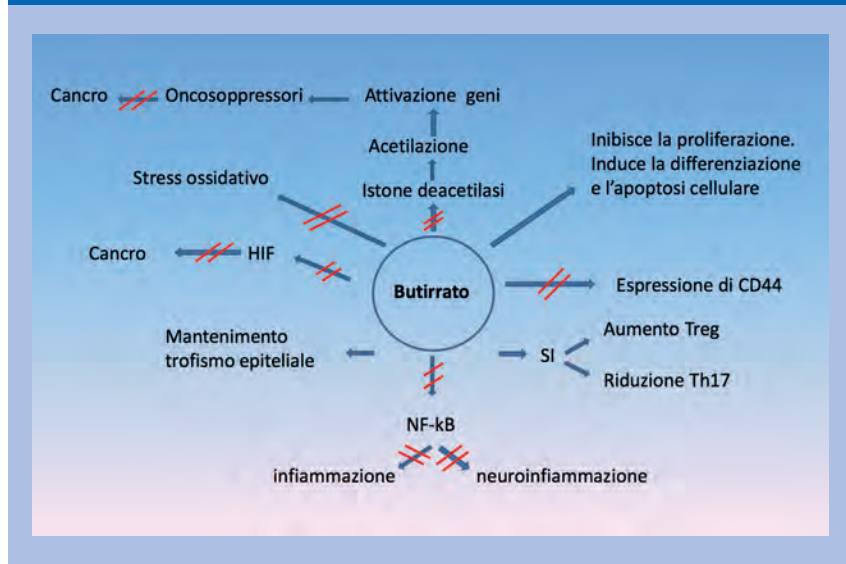 Cancro
Oncosoppressori
Attivazione geni
Acetilazione
Istone deacetilasi
Inibisce la proliferazione.
Induce la differenziazione
e l'apoptosi cellulare
Stress ossidativo
Cancro
HIF
Butirrato
Espressione di CD44
Mantenimento
trofismo epiteliale
SI
Aumento Treg
Riduzione Th17
NF-kB
infiammazione
neuroinfiammazione